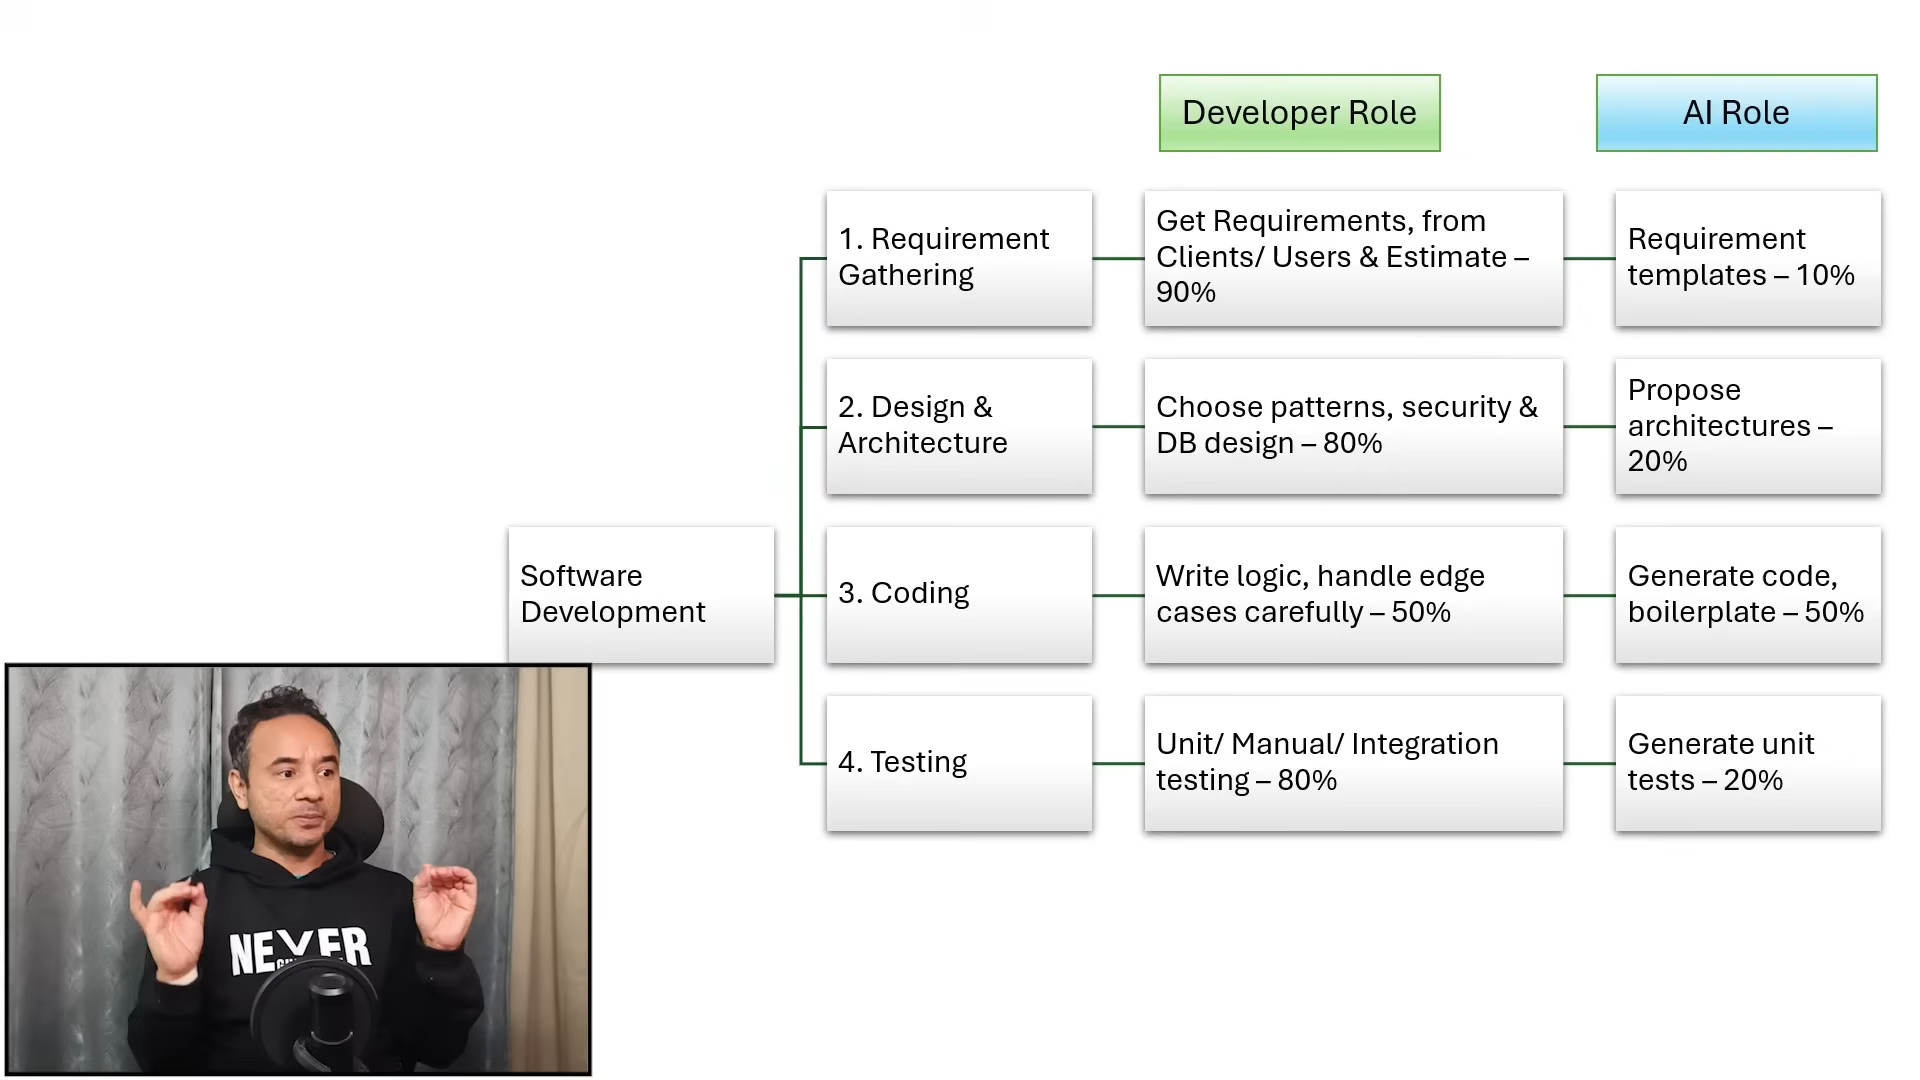 Developer Role
AI Role
1. Requirement
Gathering
Get Requirements, from
Clients/ Users & Estimate –
90%
Requirement
templates – 10%
2. Design &
Architecture
Choose patterns, security &
DB design – 80%
Propose
architectures –
20%
Software
Development
3. Coding
Write logic, handle edge
cases carefully – 50%
Generate code,
boilerplate – 50%
4. Testing
Unit/ Manual/ Integration
testing – 80%
Generate unit
tests – 20%
NEVER